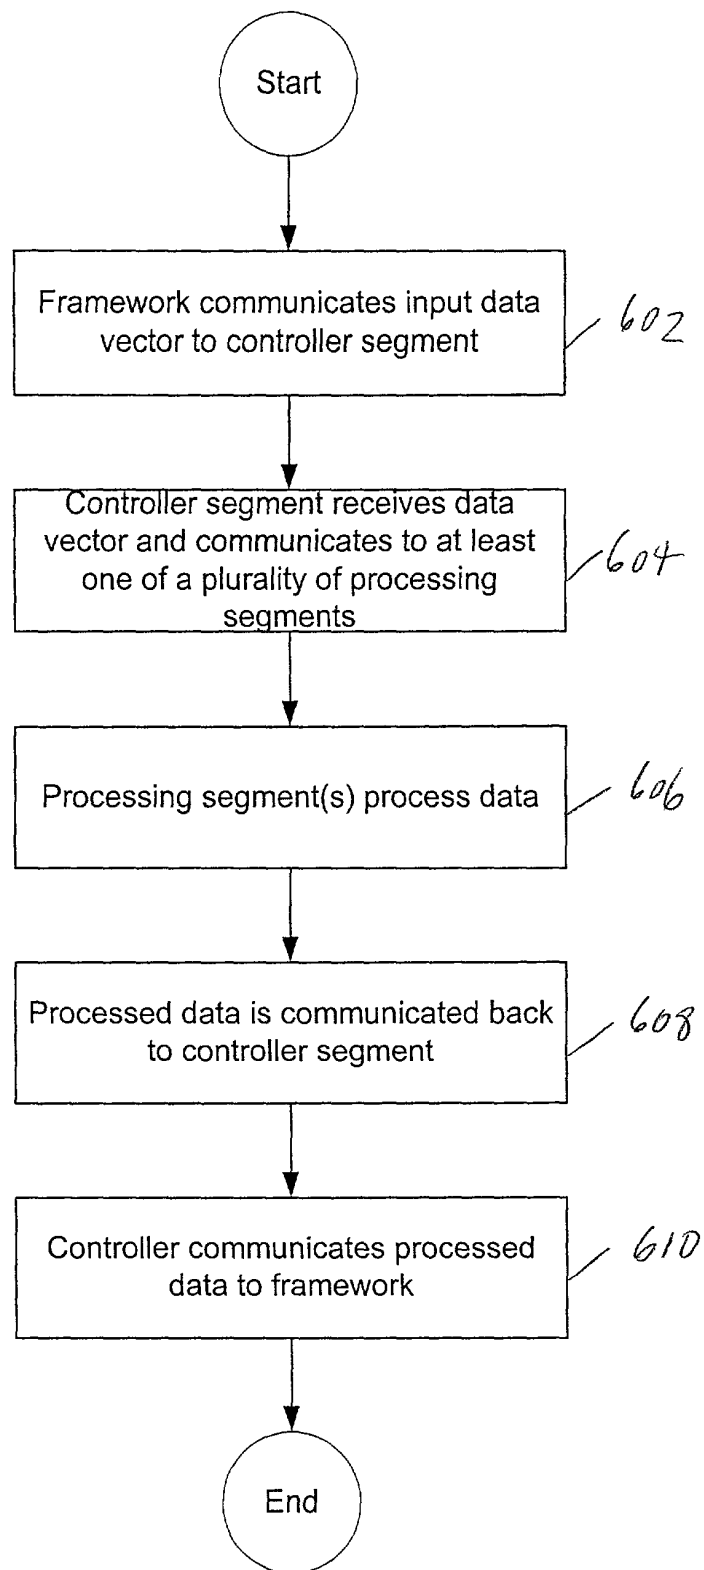 Start
Framework communicates input data
vector to controller segment
602
Controller segment receives data
vector and communicates to at least
one of a plurality of processing
segments
604
Processing segment(s) process data
606
Processed data is communicated back
to controller segment
608
Controller communicates processed
data to framework
610
End